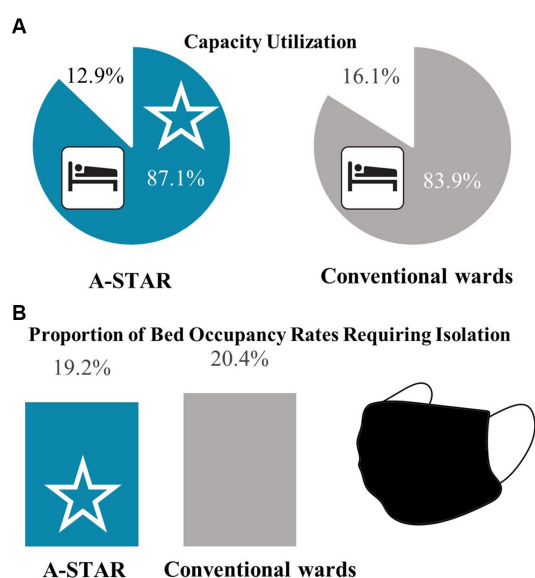 A
Capacity Utilization
12.9%
87.1%
16.1%
83.9%
A-STAR
Conventional wards
B
Proportion of Bed Occupancy Rates Requiring Isolation
19.2%
20.4%
A-STAR
Conventional wards